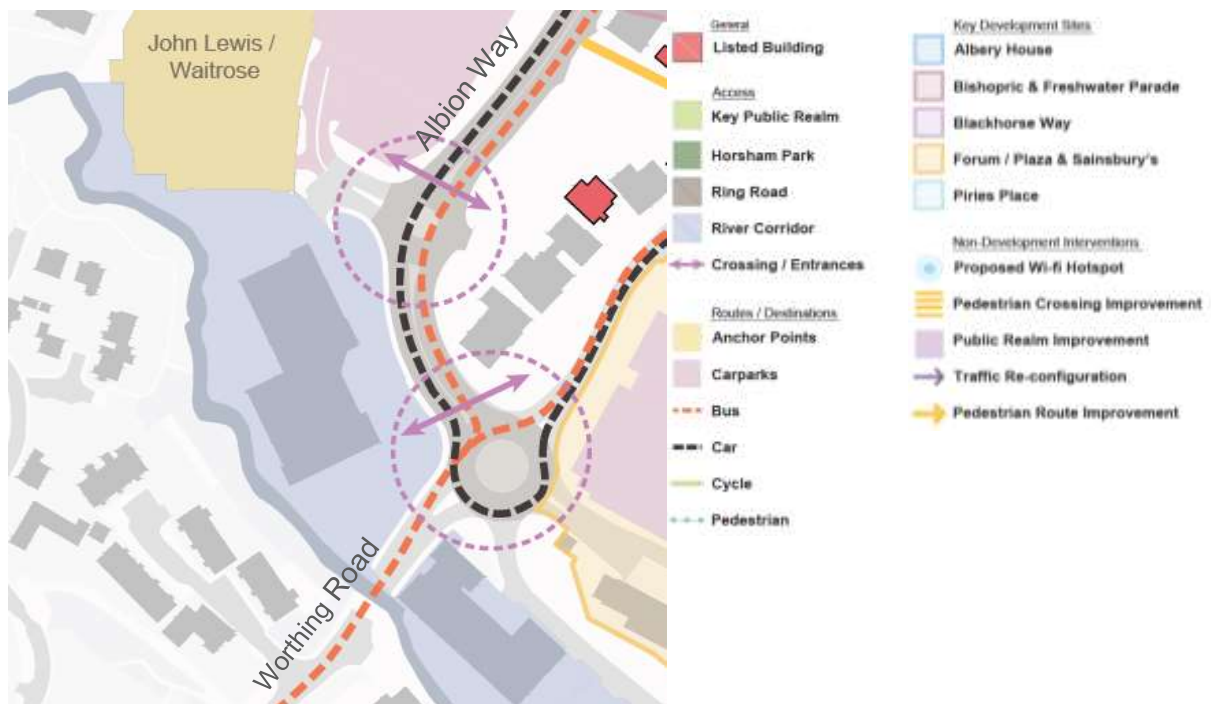 John Lewis /
Waitrose
Albion Way
Worthing Road
General
Listed Building
Access
Key Public Realm
Horsham Park
Ring Road
River Corridor
Crossing / Entrances
Routes / Destinations
Anchor Points
Carparks
Bus
Car
Cycle
Pedestrian
Key Development Sites
Albery House
Bishopric & Freshwater Parade
Blackhorse Way
Forum / Plaza & Sainsbury's
Piries Place
Non-Development Interventions
Proposed Wi-fi Hotspot
Pedestrian Crossing Improvement
Public Realm Improvement
Traffic Re-configuration
Pedestrian Route Improvement